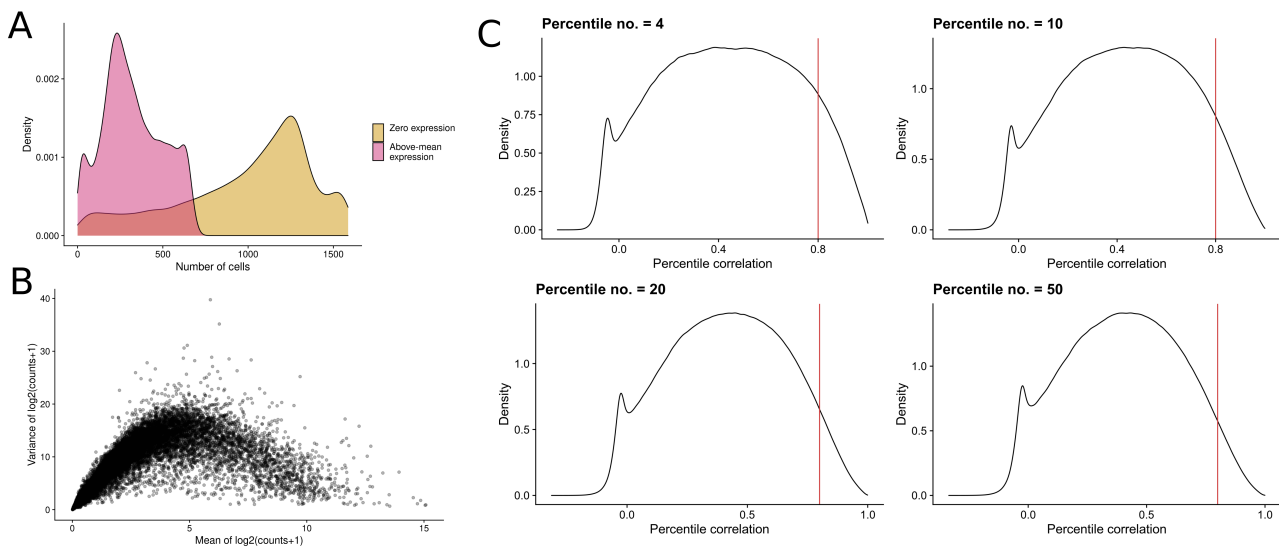 A
Density
0.002
0.001
0.000
0
500
1000
1500
Number of cells
Zero expression
Above-mean
expression
B
Variance of log2(counts+1)
40
30
20
10
0
0
5
10
15
Mean of log2(counts+1)
C
Percentile no. = 4
Density
1.00
0.75
0.50
0.25
0.00
0.0
0.4
0.8
Percentile correlation
Percentile no. = 10
Density
1.0
0.5
0.0
0.0
0.4
0.8
Percentile correlation
Percentile no. = 20
Density
1.0
0.5
0.0
0.0
0.5
1.0
Percentile correlation
Percentile no. = 50
Density
1.0
0.5
0.0
0.0
0.5
1.0
Percentile correlation